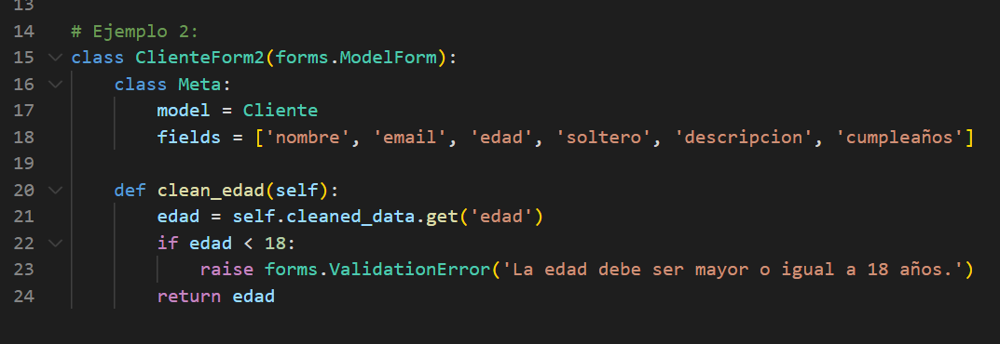 13
14 # Ejemplo 2:
15 class ClienteForm2(forms.ModelForm):
16     class Meta:
17         model = Cliente
18         fields = ['nombre', 'email', 'edad', 'soltero', 'descripcion', 'cumpleaños']
19
20     def clean_edad(self):
21         edad = self.cleaned_data.get('edad')
22         if edad < 18:
23             raise forms.ValidationError('La edad debe ser mayor o igual a 18 años.')
24         return edad